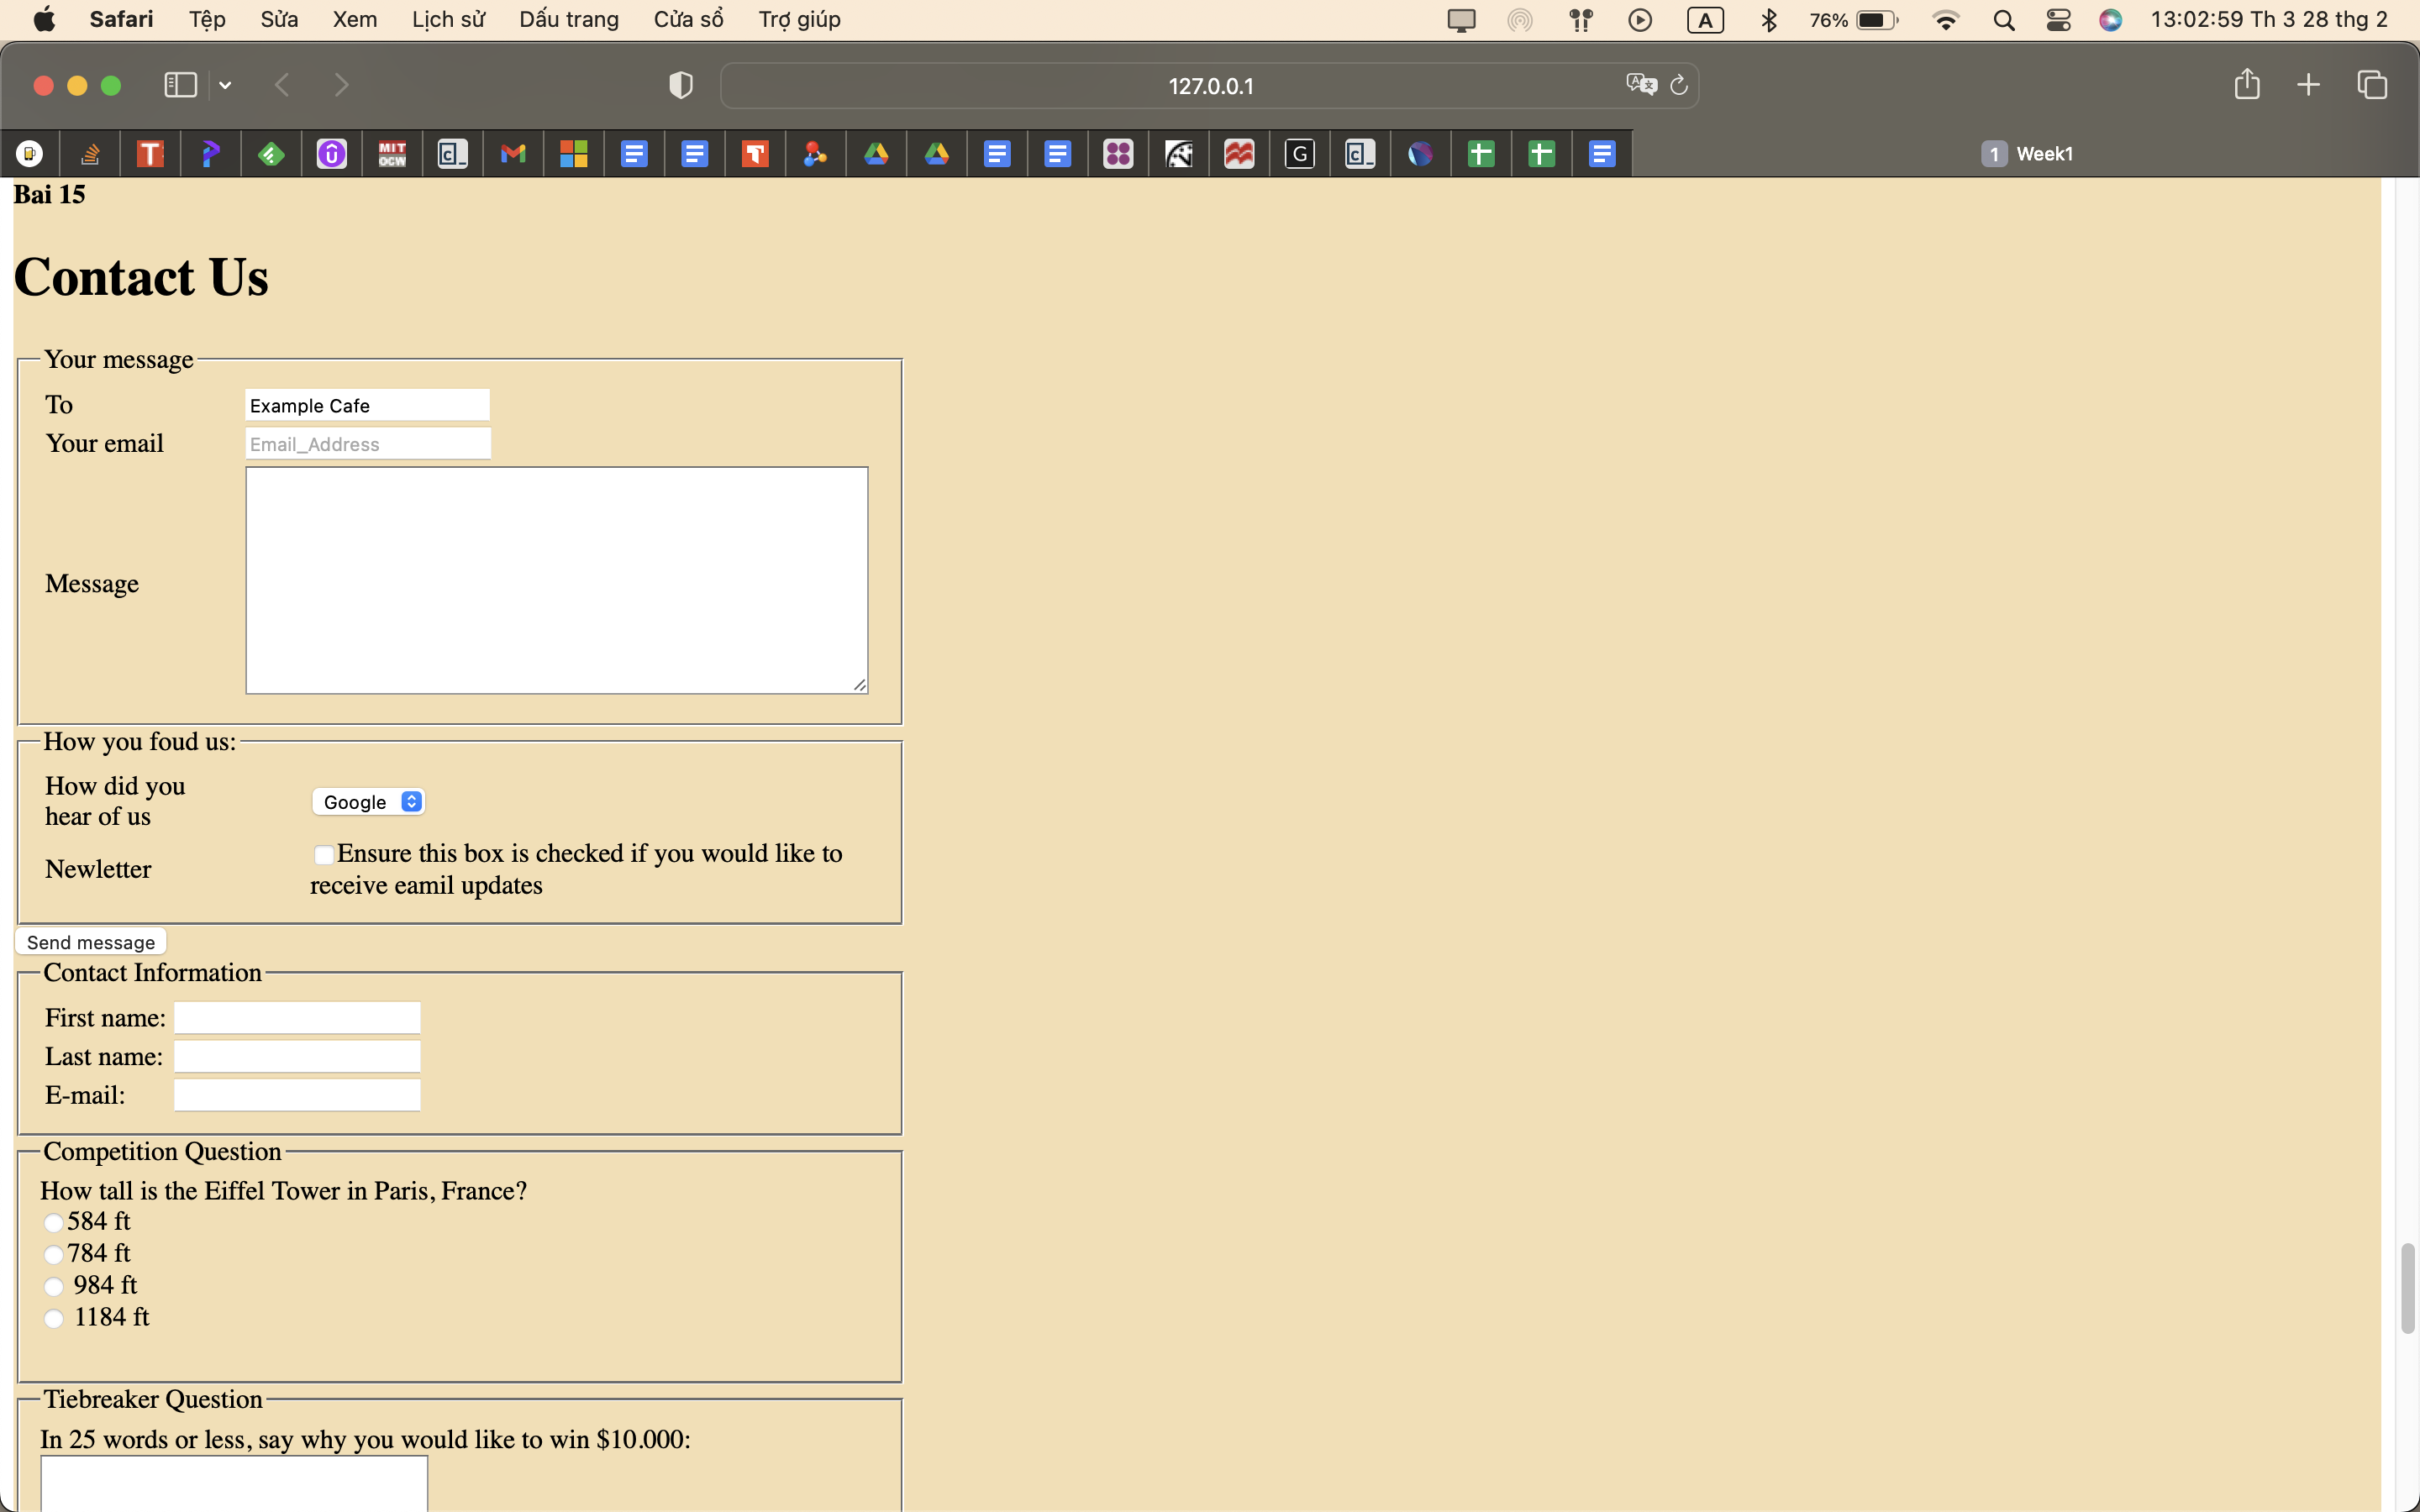 Safari Tệp Sửa Xem Lịch sử Dấu trang Cửa sổ Trợ giúp A 76% 13:02:59 Th 3 28 thg 2
127.0.0.1
MIT OCW
1 Week1
Bai 15
Contact Us
Your message
To Example Cafe
Your email Email_Address
Message
How you foud us:
How did you
hear of us
Google
Newletter
Ensure this box is checked if you would like to
receive eamil updates
Send message
Contact Information
First name:
Last name:
E-mail:
Competition Question
How tall is the Eiffel Tower in Paris, France?
584 ft
784 ft
984 ft
1184 ft
Tiebreaker Question
In 25 words or less, say why you would like to win $10.000: